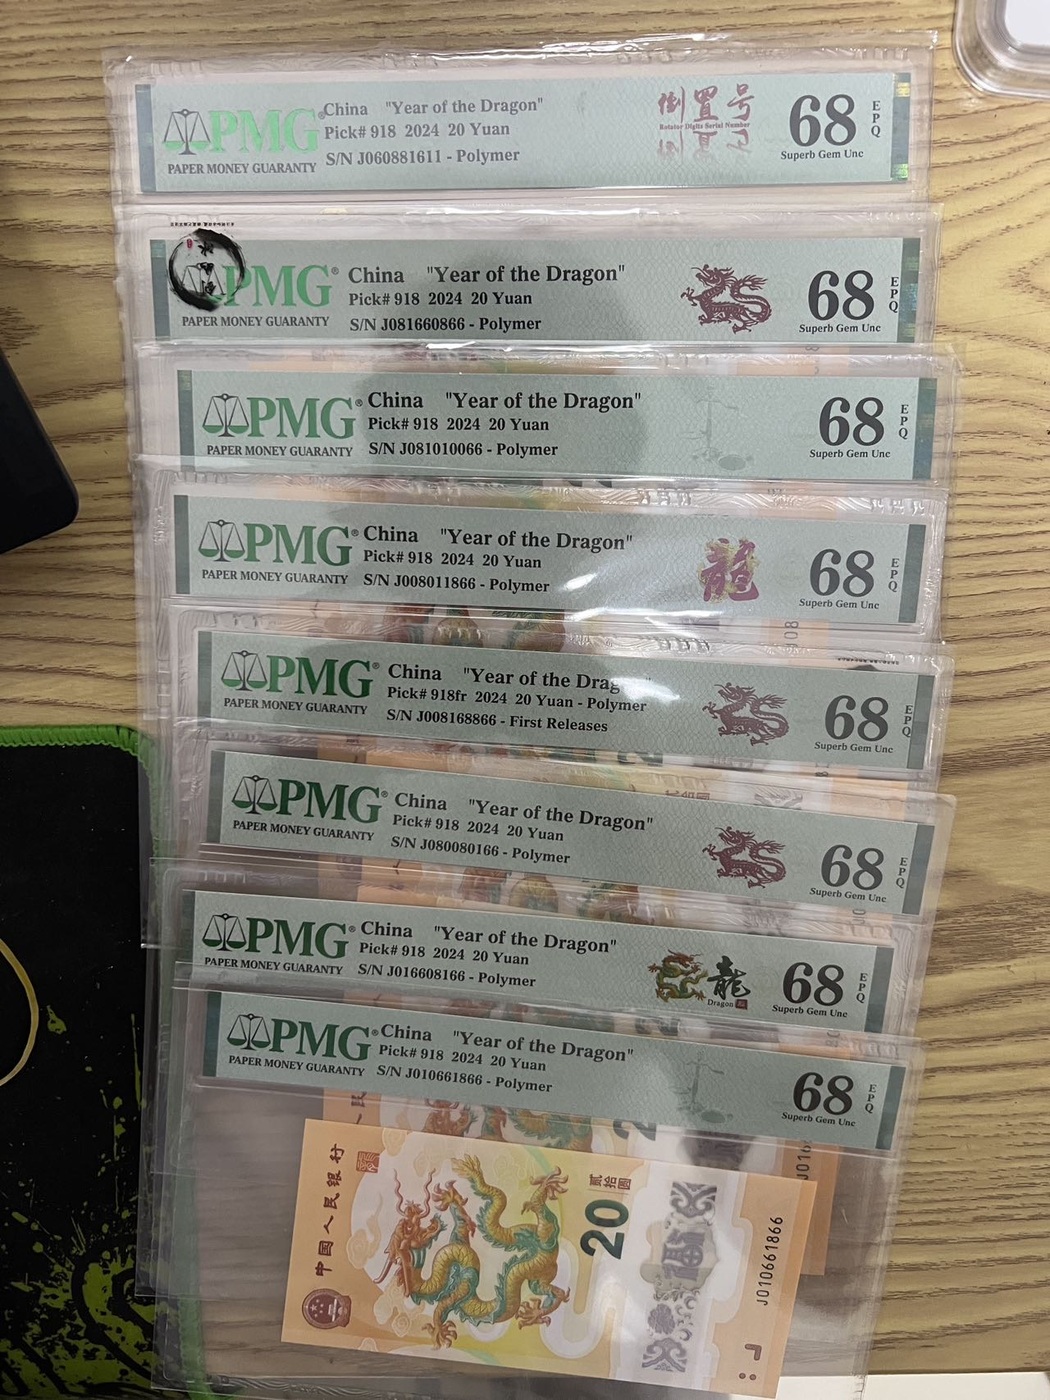 PMG
PAPER MONEY GUARANTY
China "Year of the Dragon"
Pick# 918 2024 20 Yuan
S/N J060881611 - Polymer
倒置号
Rotator Digits Serial Number
68
EPQ
Superb Gem Unc
PMG®
PAPER MONEY GUARANTY
China "Year of the Dragon"
Pick# 918 2024 20 Yuan
S/N J081660866 - Polymer
68
EPQ
Superb Gem Unc
PMG®
PAPER MONEY GUARANTY
China "Year of the Dragon"
Pick# 918 2024 20 Yuan
S/N J081010066 - Polymer
68
EPQ
Superb Gem Unc
PMG®
PAPER MONEY GUARANTY
China "Year of the Dragon"
Pick# 918 2024 20 Yuan
S/N J008011866 - Polymer
龍
68
EPQ
Superb Gem Unc
PMG®
PAPER MONEY GUARANTY
China "Year of the Dragon"
Pick# 918fr 2024 20 Yuan - Polymer
S/N J008168866 - First Releases
68
EPQ
Superb Gem Unc
PMG®
PAPER MONEY GUARANTY
China "Year of the Dragon"
Pick# 918 2024 20 Yuan
S/N J080080166 - Polymer
68
EPQ
Superb Gem Unc
PMG®
PAPER MONEY GUARANTY
China "Year of the Dragon"
Pick# 918 2024 20 Yuan
S/N J016608166 - Polymer
龍
Dragon
68
EPQ
Superb Gem Unc
PMG®
PAPER MONEY GUARANTY
China "Year of the Dragon"
Pick# 918 2024 20 Yuan
S/N J010661866 - Polymer
68
EPQ
Superb Gem Unc
中国人民银行
20
贰拾圆
J010661866